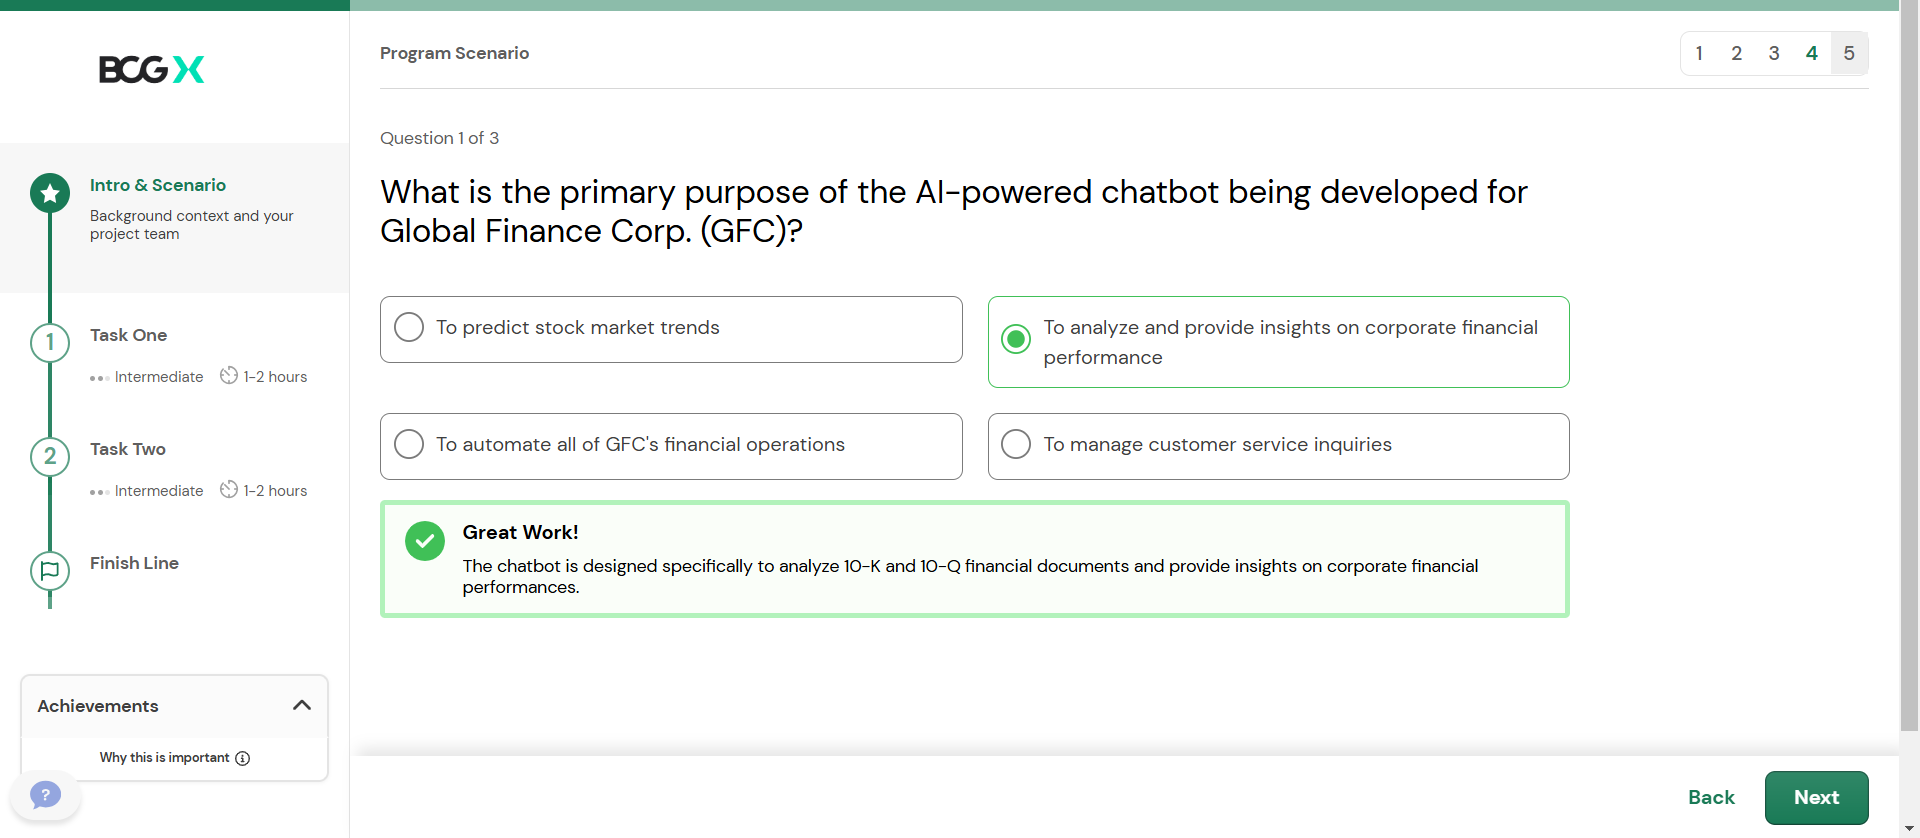 BCG X
Program Scenario
1 2 3 4 5
Intro & Scenario
Background context and your
project team
1
Task One
Intermediate 1-2 hours
2
Task Two
Intermediate 1-2 hours
Finish Line
Achievements
Why this is important
?
Question 1 of 3
What is the primary purpose of the AI-powered chatbot being developed for
Global Finance Corp. (GFC)?
To predict stock market trends
To analyze and provide insights on corporate financial
performance
To automate all of GFC's financial operations
To manage customer service inquiries
Great Work!
The chatbot is designed specifically to analyze 10-K and 10-Q financial documents and provide insights on corporate financial
performances.
Back
Next